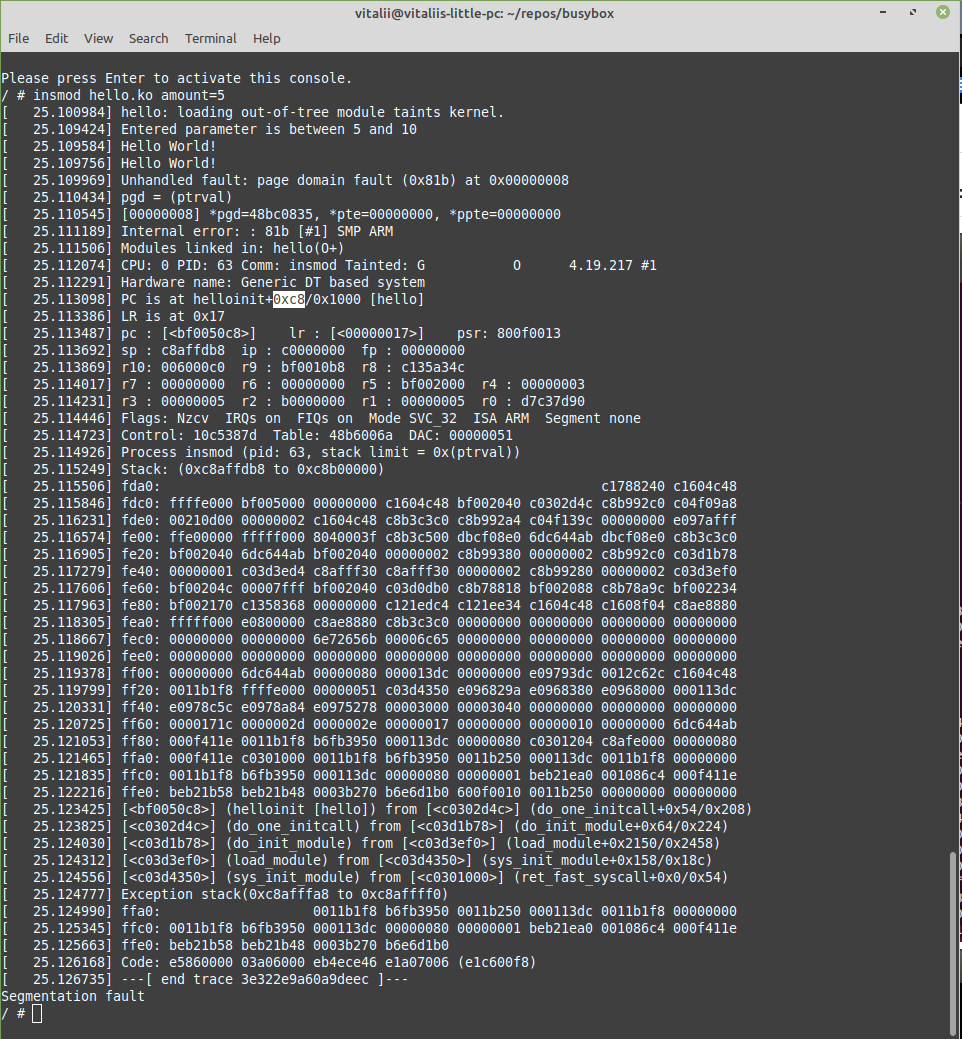 vitalii@vitaliis-little-pc: ~/repos/busybox
File Edit View Search Terminal Help
Please press Enter to activate this console.
/ # insmod hello.ko amount=5
[   25.100984] hello: loading out-of-tree module taints kernel.
[   25.109424] Entered parameter is between 5 and 10
[   25.109584] Hello World!
[   25.109756] Hello World!
[   25.109969] Unhandled fault: page domain fault (0x81b) at 0x00000008
[   25.110434] pgd = (ptrval)
[   25.110545] [00000008] *pgd=48bc0835, *pte=00000000, *ppte=00000000
[   25.111189] Internal error: : 81b [#1] SMP ARM
[   25.111506] Modules linked in: hello(O+)
[   25.112074] CPU: 0 PID: 63 Comm: insmod Tainted: G           O      4.19.217 #1
[   25.112291] Hardware name: Generic DT based system
[   25.113098] PC is at helloinit+0xc8/0x1000 [hello]
[   25.113386] LR is at 0x17
[   25.113487] pc : [<bf0050c8>]    lr : [<00000017>]    psr: 800f0013
[   25.113692] sp : c8affdb8  ip : c0000000  fp : 00000000
[   25.113869] r10: 006000c0  r9 : bf0010b8  r8 : c135a34c
[   25.114017] r7 : 00000000  r6 : 00000000  r5 : bf002000  r4 : 00000003
[   25.114231] r3 : 00000005  r2 : b0000000  r1 : 00000005  r0 : d7c37d90
[   25.114446] Flags: Nzcv  IRQs on  FIQs on  Mode SVC_32  ISA ARM  Segment none
[   25.114723] Control: 10c5387d  Table: 48b6006a  DAC: 00000051
[   25.114926] Process insmod (pid: 63, stack limit = 0x(ptrval))
[   25.115249] Stack: (0xc8affdb8 to 0xc8b00000)
[   25.115506] fda0:                                                       c1788240 c1604c48
[   25.115846] fdc0: ffffe000 bf005000 00000000 c1604c48 bf002040 c0302d4c c8b992c0 c04f09a8
[   25.116231] fde0: 00210d00 00000002 c1604c48 c8b3c3c0 c8b992a4 c04f139c 00000000 e097afff
[   25.116574] fe00: ffe00000 fffff000 8040003f c8b3c500 dbcf08e0 6dc644ab dbcf08e0 c8b3c3c0
[   25.116905] fe20: bf002040 6dc644ab bf002040 00000002 c8b99380 00000002 c8b992c0 c03d1b78
[   25.117279] fe40: 00000001 c03d3ed4 c8afff30 c8afff30 00000002 c8b99280 00000002 c03d3ef0
[   25.117606] fe60: bf00204c 00007fff bf002040 c03d0db0 c8b78818 bf002088 c8b78a9c bf002234
[   25.117963] fe80: bf002170 c1358368 00000000 c121edc4 c121ee34 c1604c48 c1608f04 c8ae8880
[   25.118305] fea0: fffff000 e0800000 c8ae8880 c8b3c3c0 00000000 00000000 00000000 00000000
[   25.118667] fec0: 00000000 00000000 6e72656b 00006c65 00000000 00000000 00000000 00000000
[   25.119026] fee0: 00000000 00000000 00000000 00000000 00000000 00000000 00000000 00000000
[   25.119378] ff00: 00000000 6dc644ab 00000080 000013dc 00000000 e09793dc 0012c62c c1604c48
[   25.119799] ff20: 0011b1f8 ffffe000 00000051 c03d4350 e096829a e0968380 e0968000 000113dc
[   25.120331] ff40: e0978c5c e0978a84 e0975278 00003000 00003040 00000000 00000000 00000000
[   25.120725] ff60: 0000171c 0000002d 0000002e 00000017 00000000 00000010 00000000 6dc644ab
[   25.121053] ff80: 000f411e 0011b1f8 b6fb3950 000113dc 00000080 c0301204 c8afe000 00000080
[   25.121465] ffa0: 000f411e c0301000 0011b1f8 b6fb3950 0011b250 000113dc 0011b1f8 00000000
[   25.121835] ffc0: 0011b1f8 b6fb3950 000113dc 00000080 00000001 beb21ea0 001086c4 000f411e
[   25.122216] ffe0: beb21b58 beb21b48 0003b270 b6e6d1b0 600f0010 0011b250 00000000 00000000
[   25.123425] [<bf0050c8>] (helloinit [hello]) from [<c0302d4c>] (do_one_initcall+0x54/0x208)
[   25.123825] [<c0302d4c>] (do_one_initcall) from [<c03d1b78>] (do_init_module+0x64/0x224)
[   25.124030] [<c03d1b78>] (do_init_module) from [<c03d3ef0>] (load_module+0x2150/0x2458)
[   25.124312] [<c03d3ef0>] (load_module) from [<c03d4350>] (sys_init_module+0x158/0x18c)
[   25.124556] [<c03d4350>] (sys_init_module) from [<c0301000>] (ret_fast_syscall+0x0/0x54)
[   25.124777] Exception stack(0xc8afffa8 to 0xc8affff0)
[   25.124990] ffa0:                   0011b1f8 b6fb3950 0011b250 000113dc 0011b1f8 00000000
[   25.125345] ffc0: 0011b1f8 b6fb3950 000113dc 00000080 00000001 beb21ea0 001086c4 000f411e
[   25.125663] ffe0: beb21b58 beb21b48 0003b270 b6e6d1b0
[   25.126168] Code: e5860000 03a06000 eb4ece46 e1a07006 (e1c600f8)
[   25.126735] ---[ end trace 3e322e9a60a9deec ]---
Segmentation fault
/ #